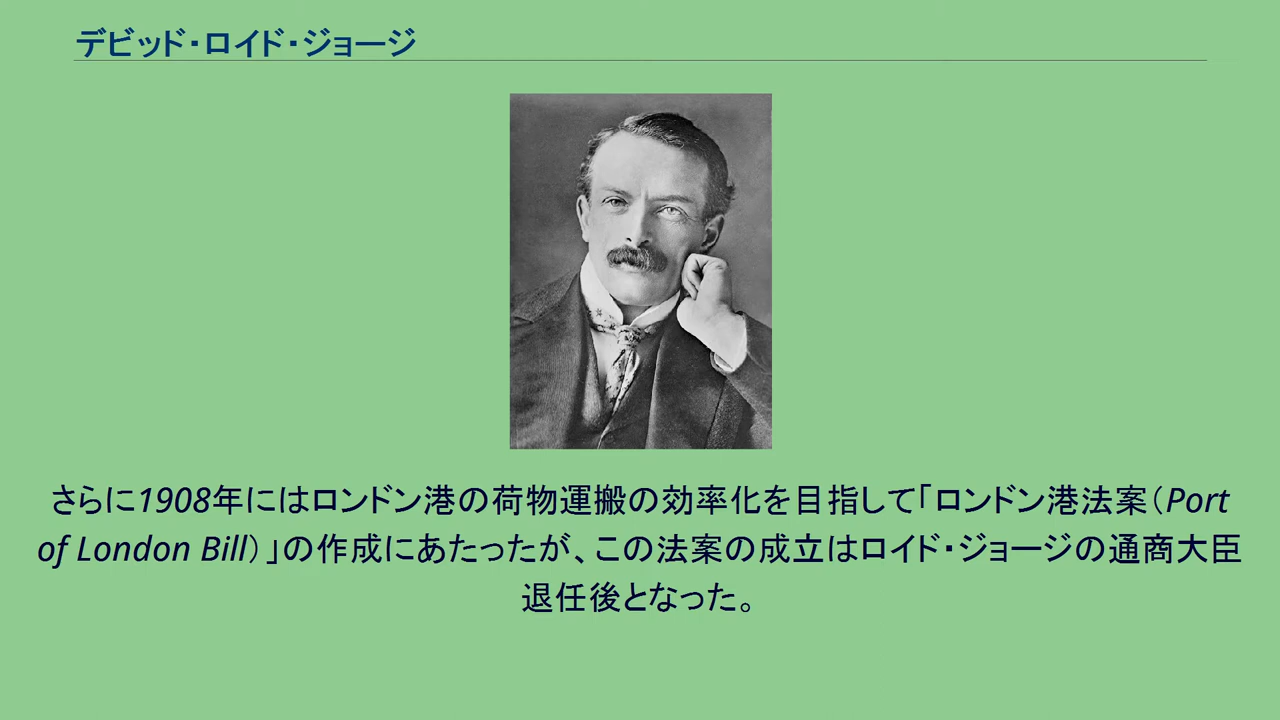 デビッド・ロイド・ジョージ
さらに1908年にはロンドン港の荷物運搬の効率化を目指して「ロンドン港法案（Port
of London Bill）」の作成にあたったが、この法案の成立はロイド・ジョージの通商大臣
退任後となった。